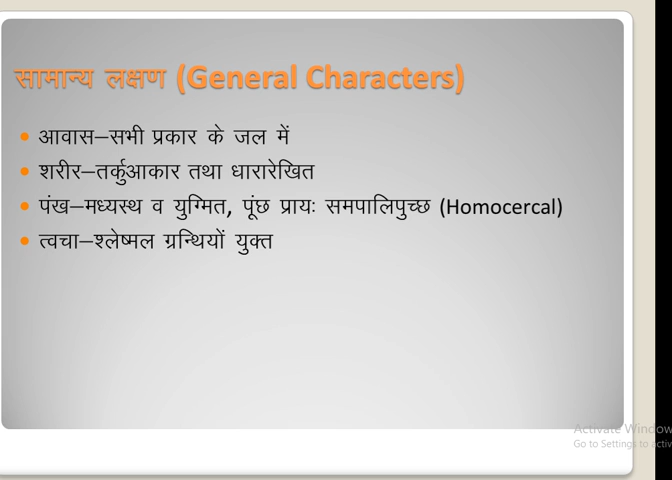 सामान्य लक्षण (General Characters)
आवास–सभी प्रकार के जल में
शरीर–तर्कुआकार तथा धारारेखित
पंख–मध्यस्थ व युग्मित, पूंछ प्रायः समपालिपुच्छ (Homocercal)
त्वचा–श्लेष्मल ग्रन्थियों युक्त
Activate Window
Go to Settings to activ